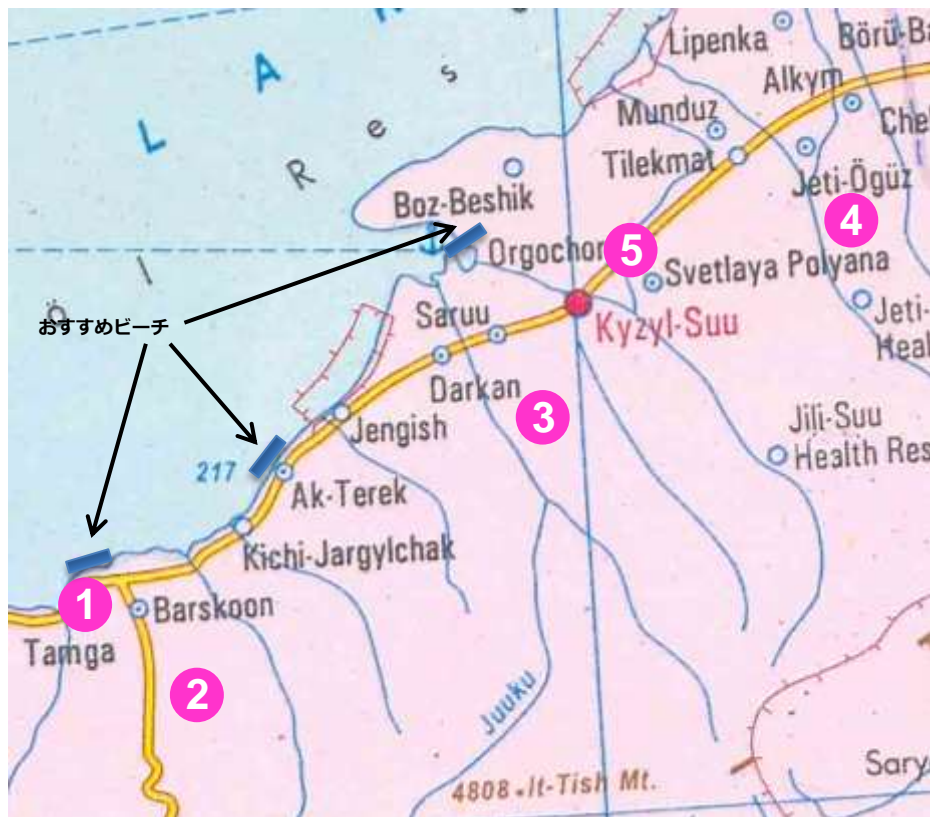 L A
R e s
Ö l
Lipenka
Börü-Ba
Alkym
Munduz
Chel
Tilekmat
Boz-Beshik
Jeti-Ögüz
4
Orgochor
5
Svetlaya Polyana
おすすめビーチ
Saruu
Kyzyl-Suu
Jeti-
Heal
Darkan
3
Jengish
Jili-Suu
Health Res
217
Ak-Terek
Kichi-Jargylchak
1
Barskoon
Tamga
2
Juuku
4808 It-Tish Mt.
Sary